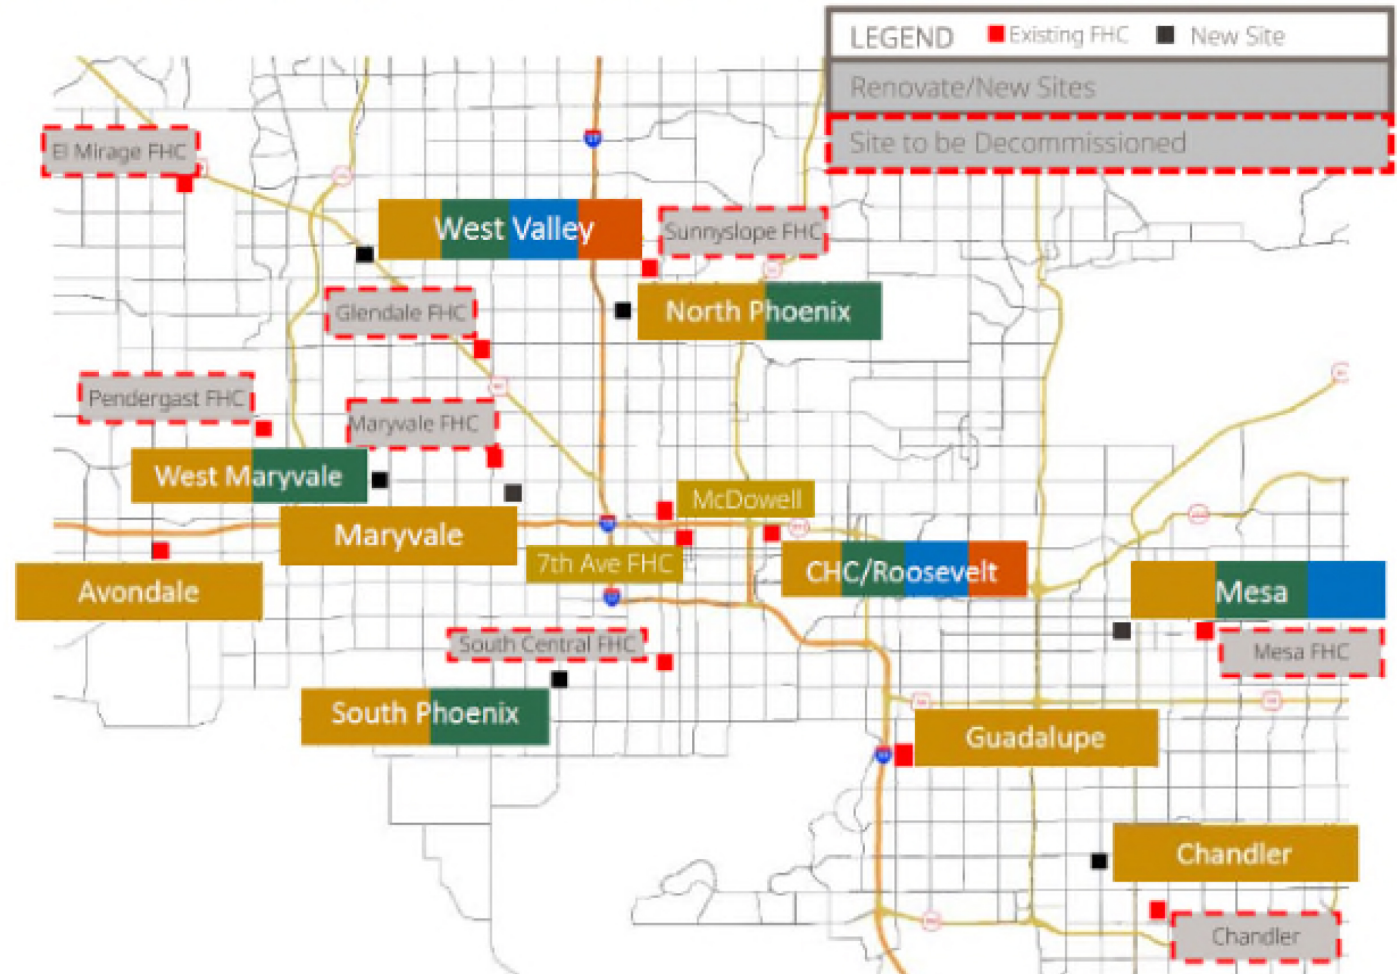 LEGEND Existing FHC New Site
Renovate/New Sites
Site to be Decommissioned
El Mirage FHC
West Valley
Sunnyslope FHC
Glendale FHC
North Phoenix
Pendergast FHC
Maryvale FHC
West Maryvale
McDowell
Maryvale
7th Ave FHC
CHC/Roosevelt
Avondale
Mesa
South Central FHC
Mesa FHC
South Phoenix
Guadalupe
Chandler
Chandler